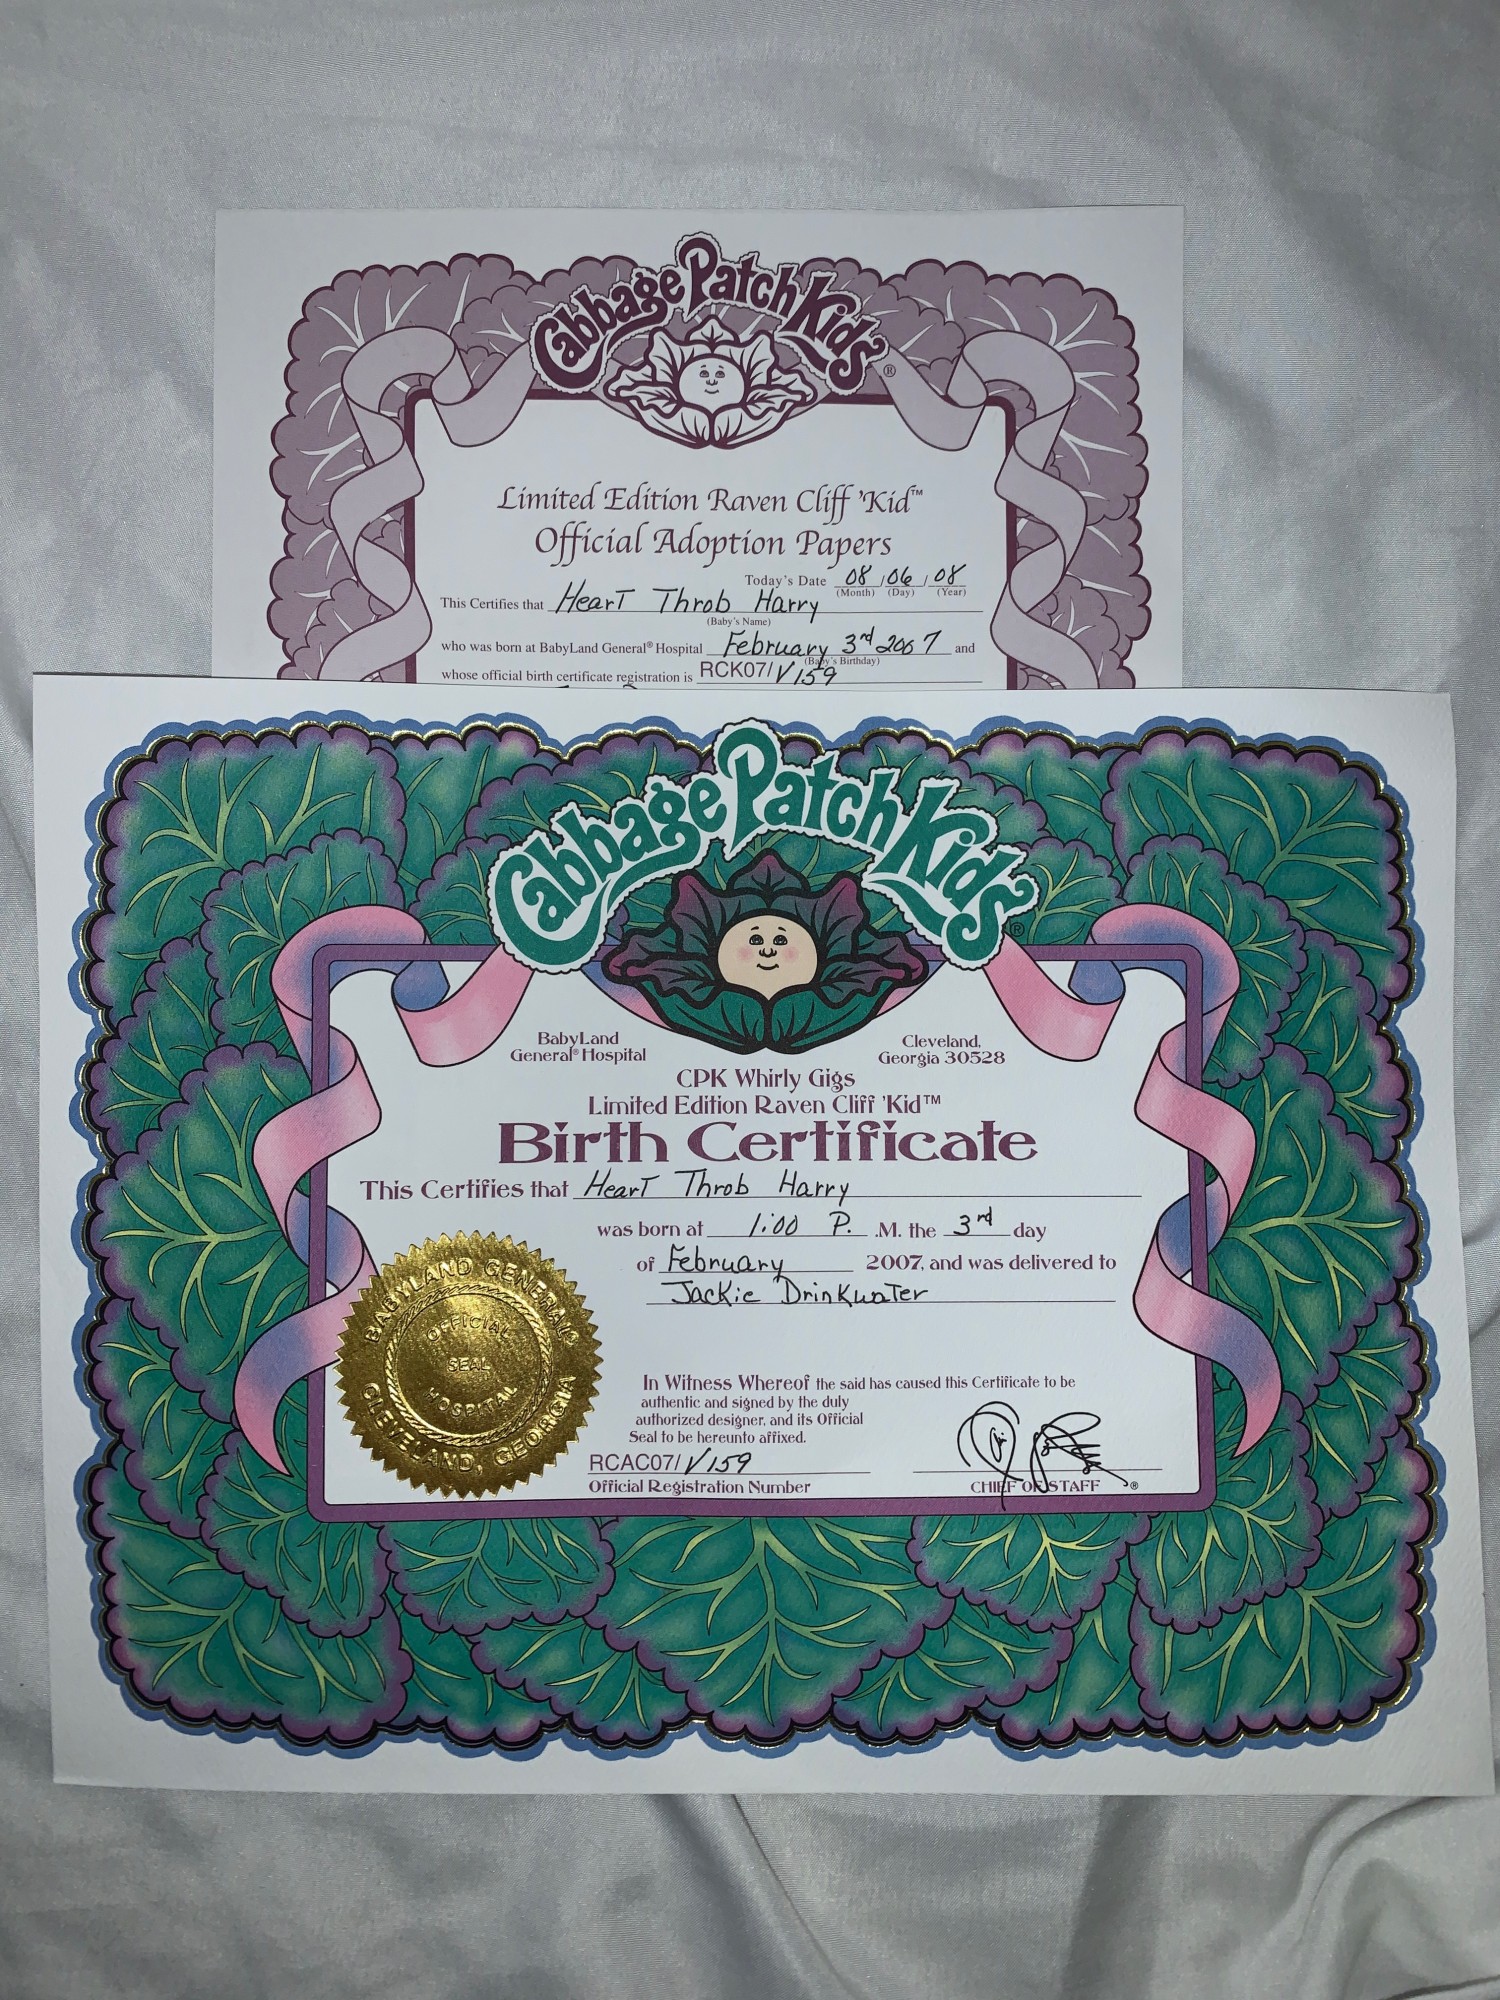 Cabbage Patch Kids®
Limited Edition Raven Cliff 'Kid™
Official Adoption Papers
Today's Date 08 / 06 / 08
(Month) (Day) (Year)
This Certifies that HearT Throb Harry
(Baby's Name)
who was born at BabyLand General® Hospital February 3rd 2007 and
(Baby's Birthday)
whose official birth certificate registration is RCK07/V159
Cabbage Patch Kids®
BabyLand
General® Hospital
Cleveland,
Georgia 30528
CPK Whirly Gigs
Limited Edition Raven Cliff 'Kid™
Birth Certificate
This Certifies that HearT Throb Harry
was born at 1:00 P. .M. the 3rd day
of February 2007, and was delivered to
Jackie DrinkwaTer
BABYLAND GENERAL®
OFFICIAL
SEAL
HOSPITAL
CLEVELAND, GEORGIA
In Witness Whereof the said has caused this Certificate to be
authentic and signed by the duly
authorized designer, and its Official
Seal to be hereunto affixed.
RCAC07/V159
Official Registration Number
CHIEF OF STAFF ®